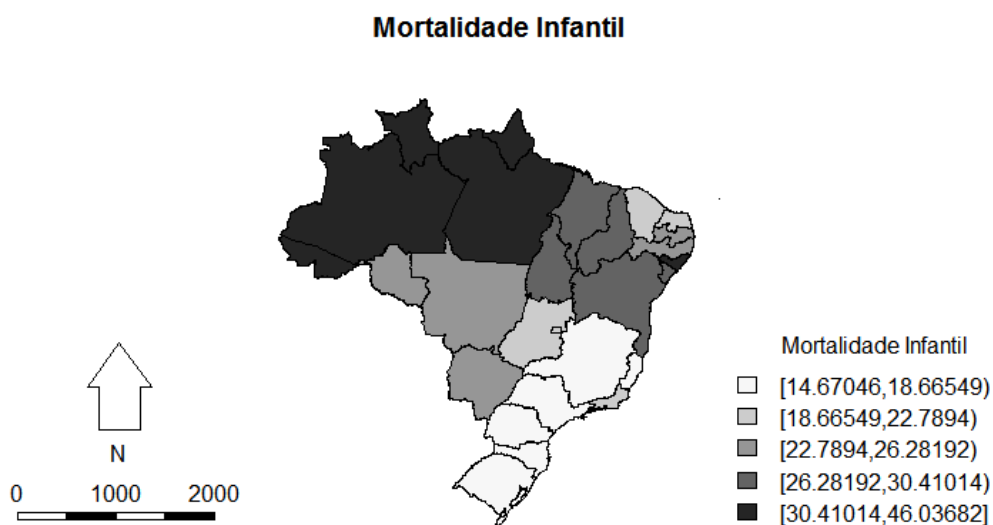 Mortalidade Infantil
Mortalidade Infantil
[14.67046,18.66549)
[18.66549,22.7894)
[22.7894,26.28192)
[26.28192,30.41014)
[30.41014,46.03682]
N
0 1000 2000